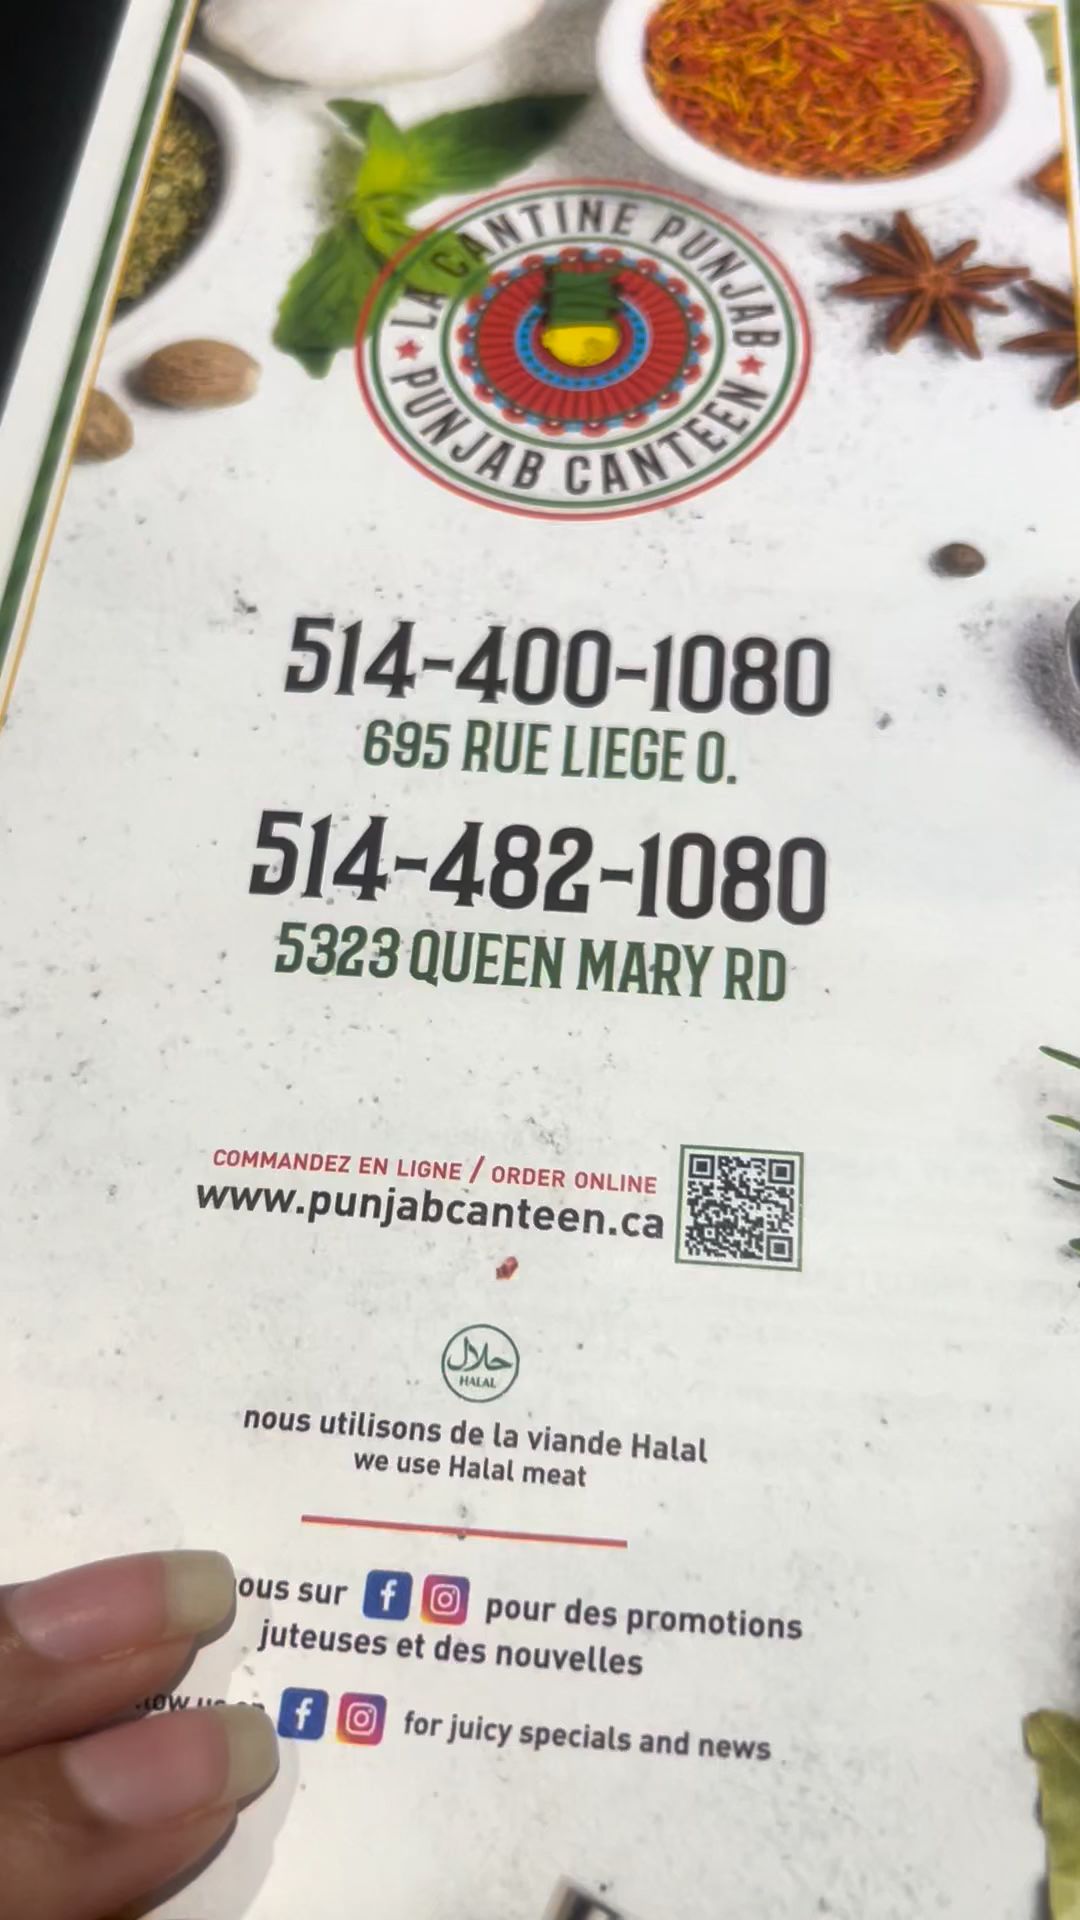 LA CANTINE PUNJAB
PUNJAB CANTEEN
514-400-1080
695 RUE LIEGE O.
514-482-1080
5323 QUEEN MARY RD
COMMANDEZ EN LIGNE / ORDER ONLINE
www.punjabcanteen.ca
حلال
HALAL
nous utilisons de la viande Halal
we use Halal meat
sur pour des promotions
juteuses et des nouvelles
us for juicy specials and news